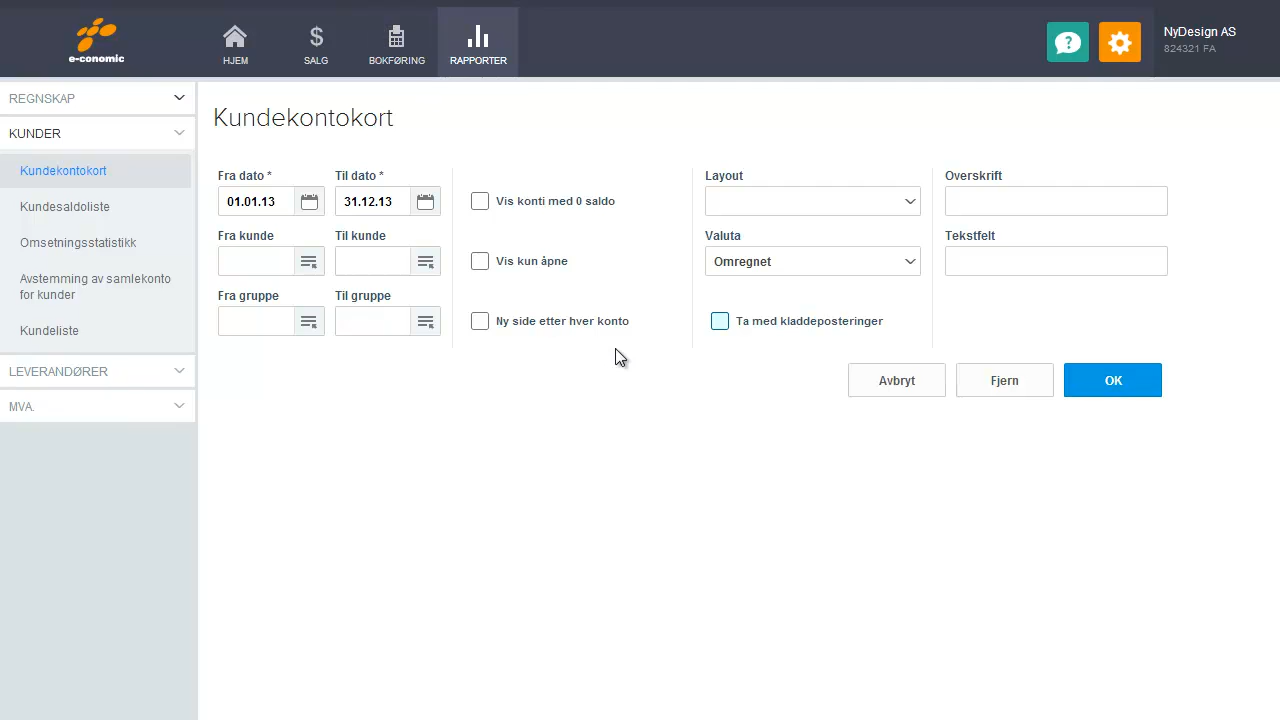 e-conomic
HJEM
SALG
BOKFØRING
RAPPORTER
?
NyDesign AS
824321 FA
REGNSKAP
KUNDER
Kundekontokort
Kundesaldoliste
Omsetningsstatistikk
Avstemming av samlekonto
for kunder
Kundeliste
LEVERANDØRER
MVA.
Kundekontokort
Fra dato *
Til dato *
01.01.13
31.12.13
Fra kunde
Til kunde
Fra gruppe
Til gruppe
Vis konti med 0 saldo
Vis kun åpne
Ny side etter hver konto
Layout
Valuta
Omregnet
Ta med kladdeposteringer
Overskrift
Tekstfelt
Avbryt
Fjern
OK